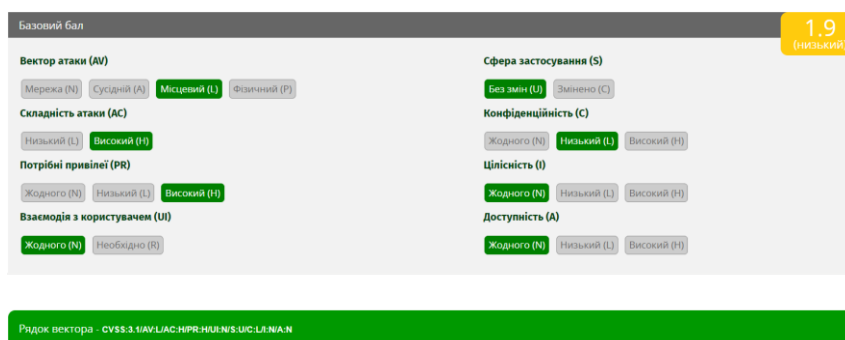 Базовий бал
1.9
(низький)
Вектор атаки (AV)
Мережа (N) Сусідній (A) Місцевий (L) Фізичний (P)
Складність атаки (AC)
Низький (L) Високий (H)
Потрібні привілеї (PR)
Жодного (N) Низький (L) Високий (H)
Взаємодія з користувачем (UI)
Жодного (N) Необхідно (R)
Сфера застосування (S)
Без змін (U) Змінено (C)
Конфіденційність (C)
Жодного (N) Низький (L) Високий (H)
Цілісність (I)
Жодного (N) Низький (L) Високий (H)
Доступність (A)
Жодного (N) Низький (L) Високий (H)
Рядок вектора - CVSS:3.1/AV:L/AC:H/PR:H/UI:N/S:U/C:L/I:N/A:N